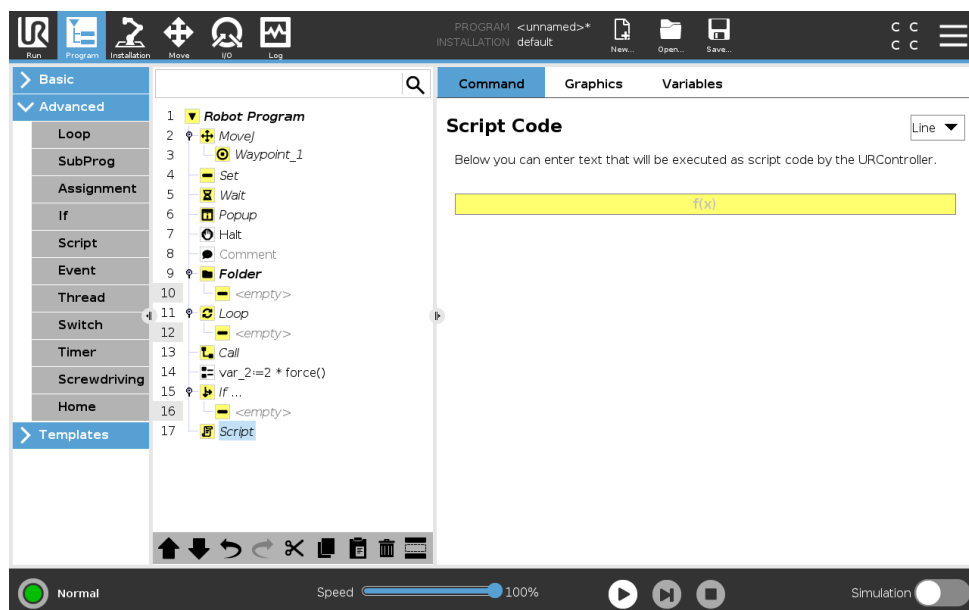 PROGRAM <unnamed>*
INSTALLATION default
UR
Run
Program
Installation
Move
I/O
Log
New...
Open...
Save...
C C
C C
Basic
Advanced
Loop
SubProg
Assignment
If
Script
Event
Thread
Switch
Timer
Screwdriving
Home
Templates
1 Robot Program
2 MoveJ
3 Waypoint_1
4 Set
5 Wait
6 Popup
7 Halt
8 Comment
9 Folder
10 <empty>
11 Loop
12 <empty>
13 Call
14 var_2:=2 * force()
15 If ...
16 <empty>
17 Script
Command Graphics Variables
Script Code
Line
Below you can enter text that will be executed as script code by the URController.
f(x)
Normal
Speed 100%
Simulation